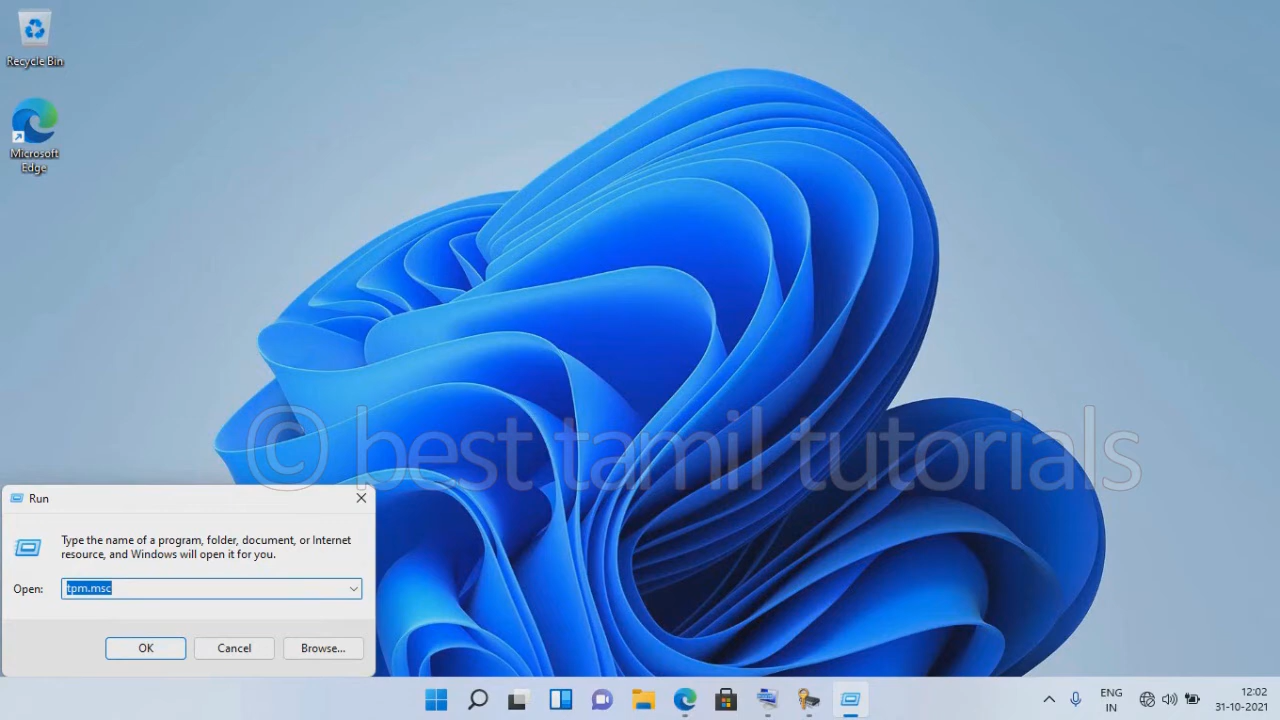 Recycle Bin
Microsoft
Edge
© best tamil tutorials
Run
Type the name of a program, folder, document, or Internet
resource, and Windows will open it for you.
Open:
tpm.msc
OK
Cancel
Browse...
ENG
IN
12:02
31-10-2021